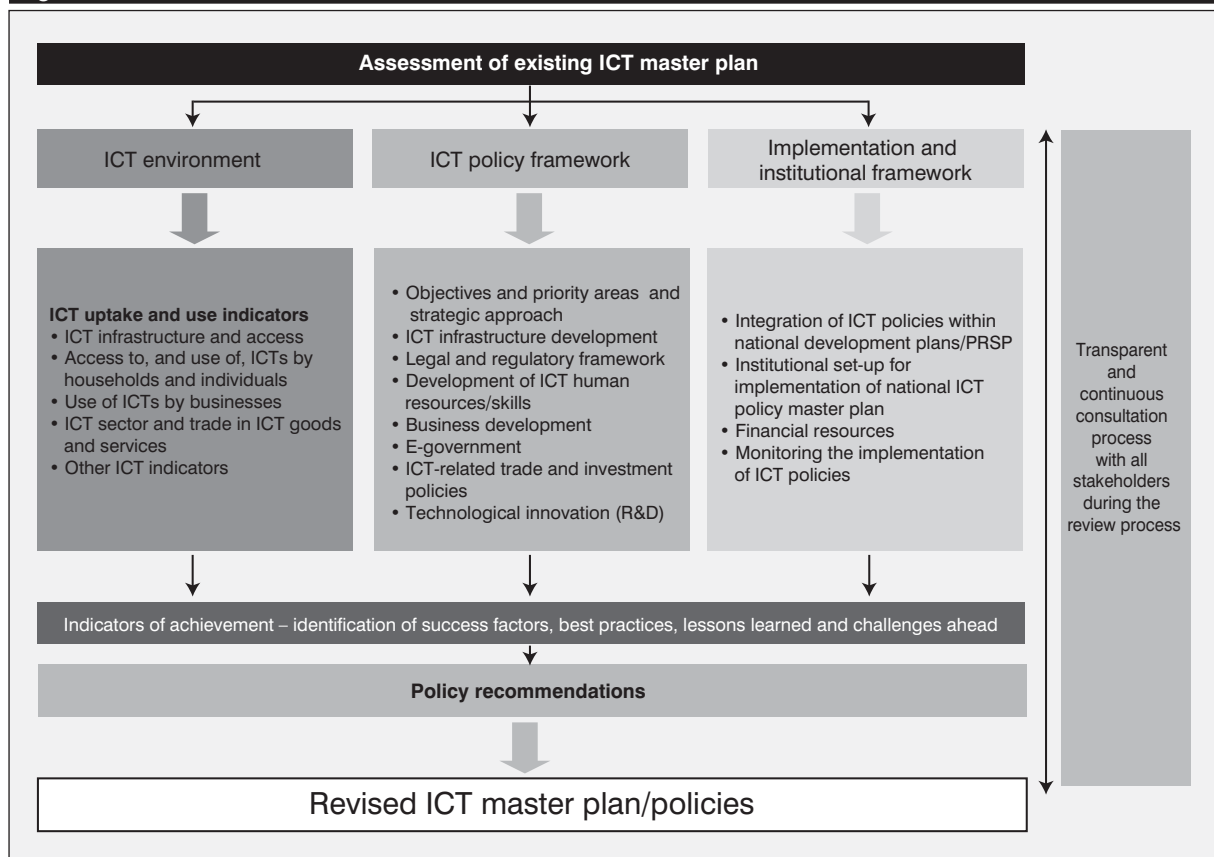 Assessment of existing ICT master plan
ICT environment
ICT policy framework
Implementation and
institutional framework
ICT uptake and use indicators
• ICT infrastructure and access
• Access to, and use of, ICTs by
households and individuals
• Use of ICTs by businesses
• ICT sector and trade in ICT goods
and services
• Other ICT indicators
• Objectives and priority areas and
strategic approach
• ICT infrastructure development
• Legal and regulatory framework
• Development of ICT human
resources/skills
• Business development
• E-government
• ICT-related trade and investment
policies
• Technological innovation (R&D)
• Integration of ICT policies within
national development plans/PRSP
• Institutional set-up for
implementation of national ICT
policy master plan
• Financial resources
• Monitoring the implementation
of ICT policies
Transparent
and
continuous
consultation
process
with all
stakeholders
during the
review process
Indicators of achievement – identification of success factors, best practices, lessons learned and challenges ahead
Policy recommendations
Revised ICT master plan/policies